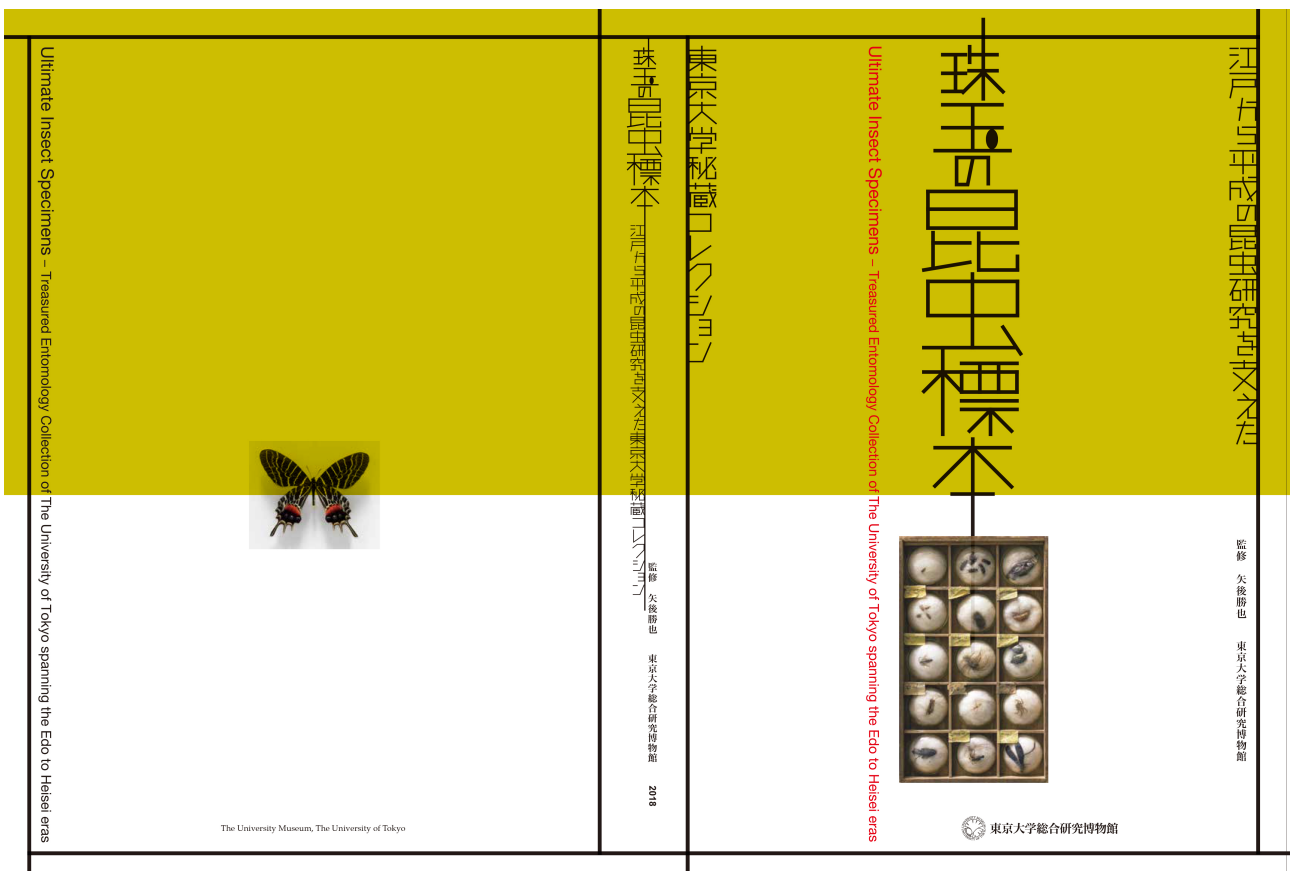 Ultimate Insect Specimens – Treasured Entomology Collection of The University of Tokyo spanning the Edo to Heisei eras
The University Museum, The University of Tokyo
珠玉の昆虫標本
江戸から平成の昆虫研究を支えた東京大学秘蔵コレクション
監修 矢後勝也 東京大学総合研究博物館
2018
江戸から平成の昆虫研究を支えた
珠玉の昆虫標本
Ultimate Insect Specimens – Treasured Entomology Collection of The University of Tokyo spanning the Edo to Heisei eras
東京大学秘蔵コレクション
監修 矢後勝也 東京大学総合研究博物館
東京大学総合研究博物館